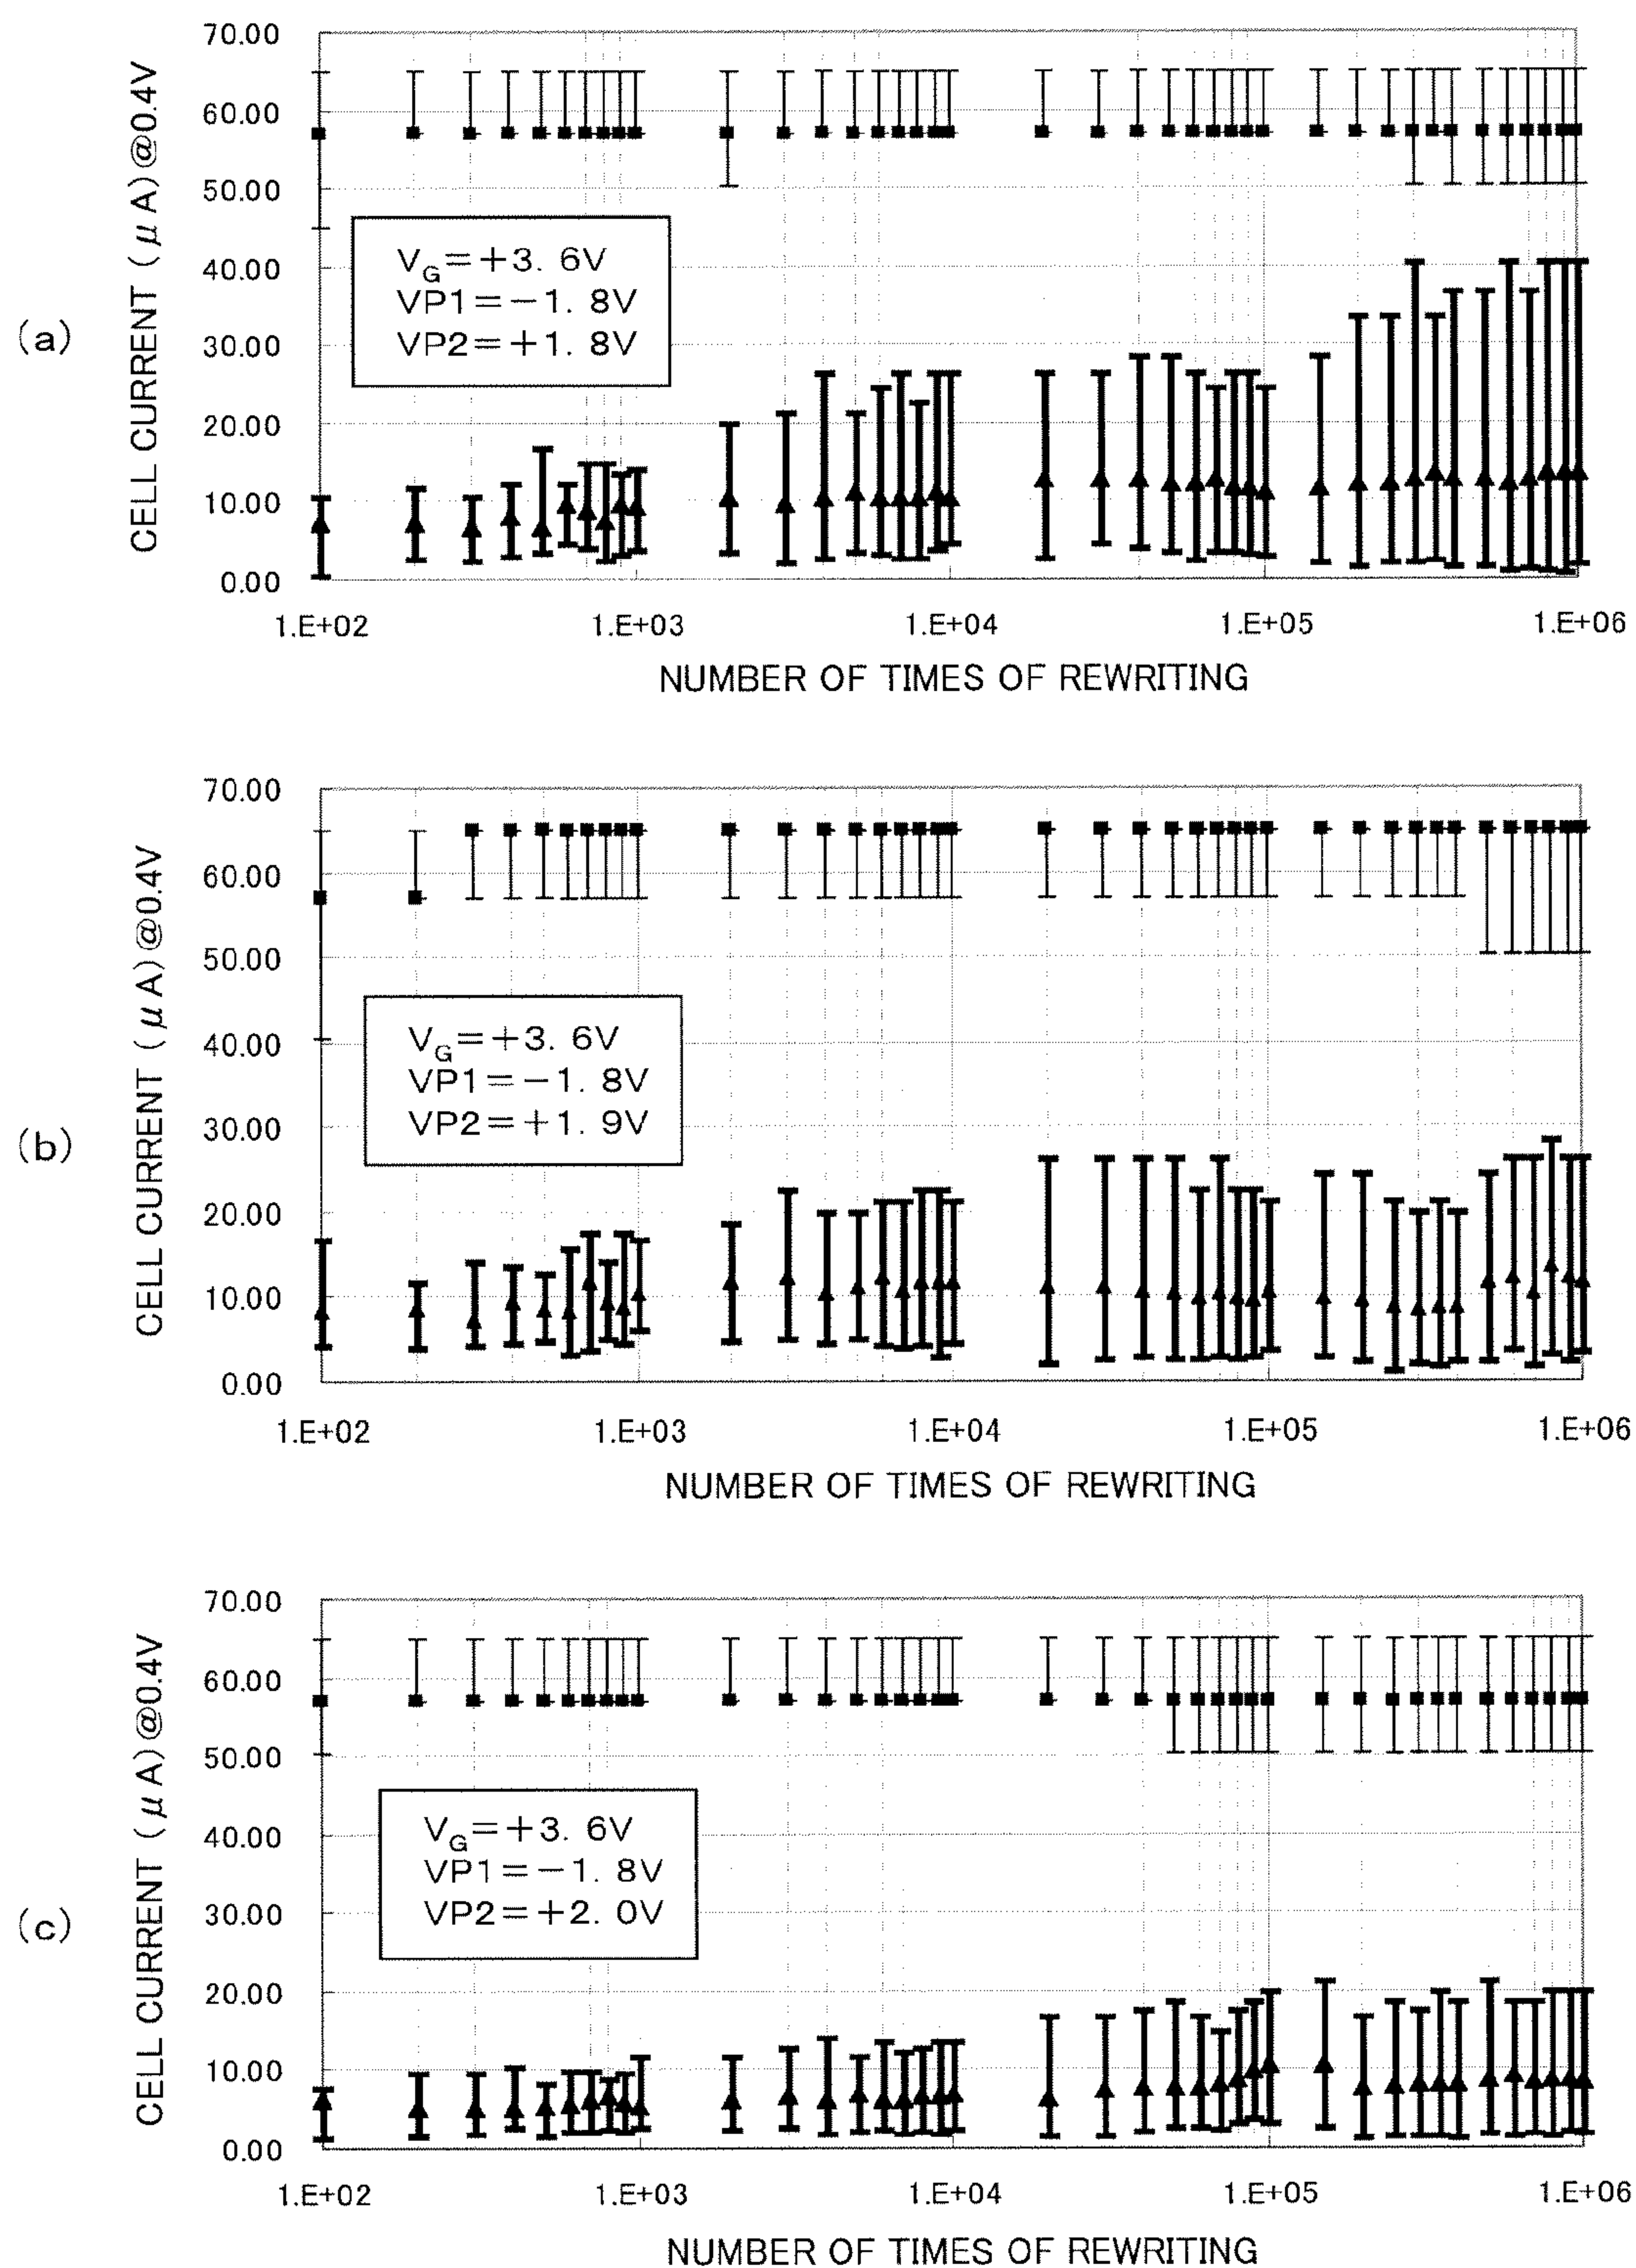 (a)
CELL CURRENT (μA)@0.4V
70.00
60.00
50.00
40.00
30.00
20.00
10.00
0.00
V_G=+3.6V
VP1=-1.8V
VP2=+1.8V
1.E+02 1.E+03 1.E+04 1.E+05 1.E+06
NUMBER OF TIMES OF REWRITING
(b)
CELL CURRENT (μA)@0.4V
70.00
60.00
50.00
40.00
30.00
20.00
10.00
0.00
V_G=+3.6V
VP1=-1.8V
VP2=+1.9V
1.E+02 1.E+03 1.E+04 1.E+05 1.E+06
NUMBER OF TIMES OF REWRITING
(c)
CELL CURRENT (μA)@0.4V
70.00
60.00
50.00
40.00
30.00
20.00
10.00
0.00
V_G=+3.6V
VP1=-1.8V
VP2=+2.0V
1.E+02 1.E+03 1.E+04 1.E+05 1.E+06
NUMBER OF TIMES OF REWRITING